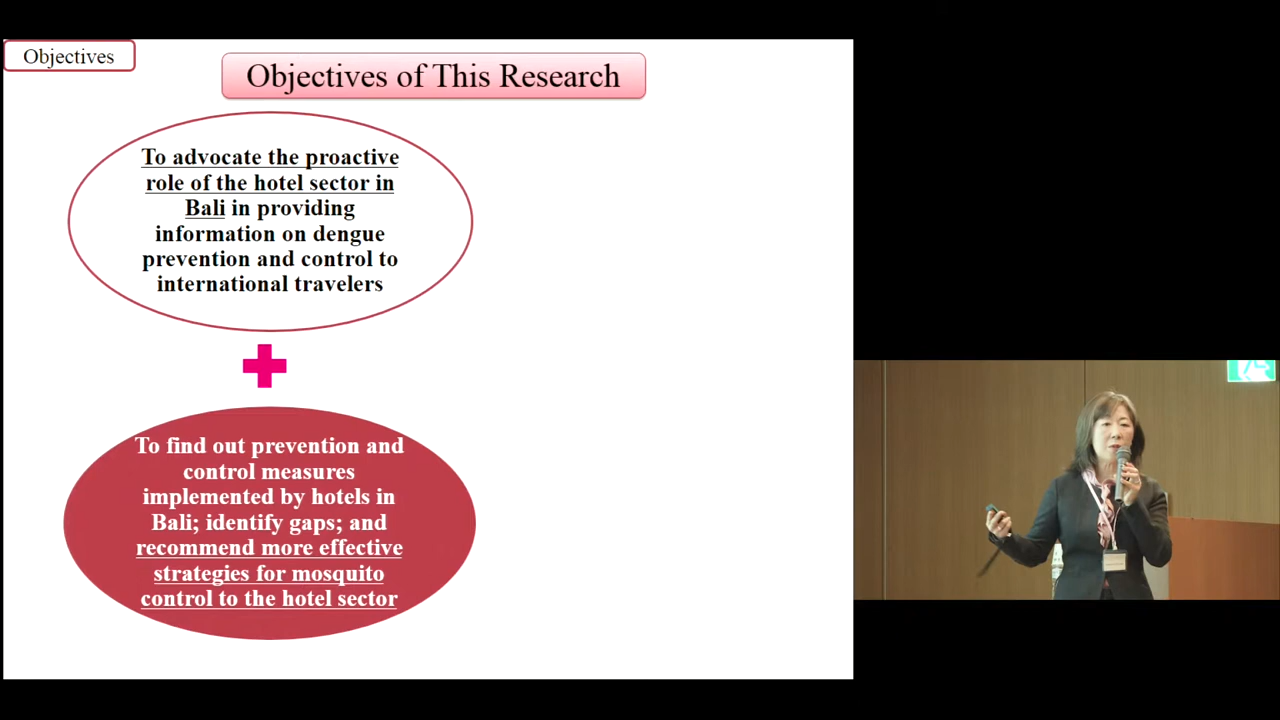 Objectives
Objectives of This Research
To advocate the proactive
role of the hotel sector in
Bali in providing
information on dengue
prevention and control to
international travelers
To find out prevention and
control measures
implemented by hotels in
Bali; identify gaps; and
recommend more effective
strategies for mosquito
control to the hotel sector